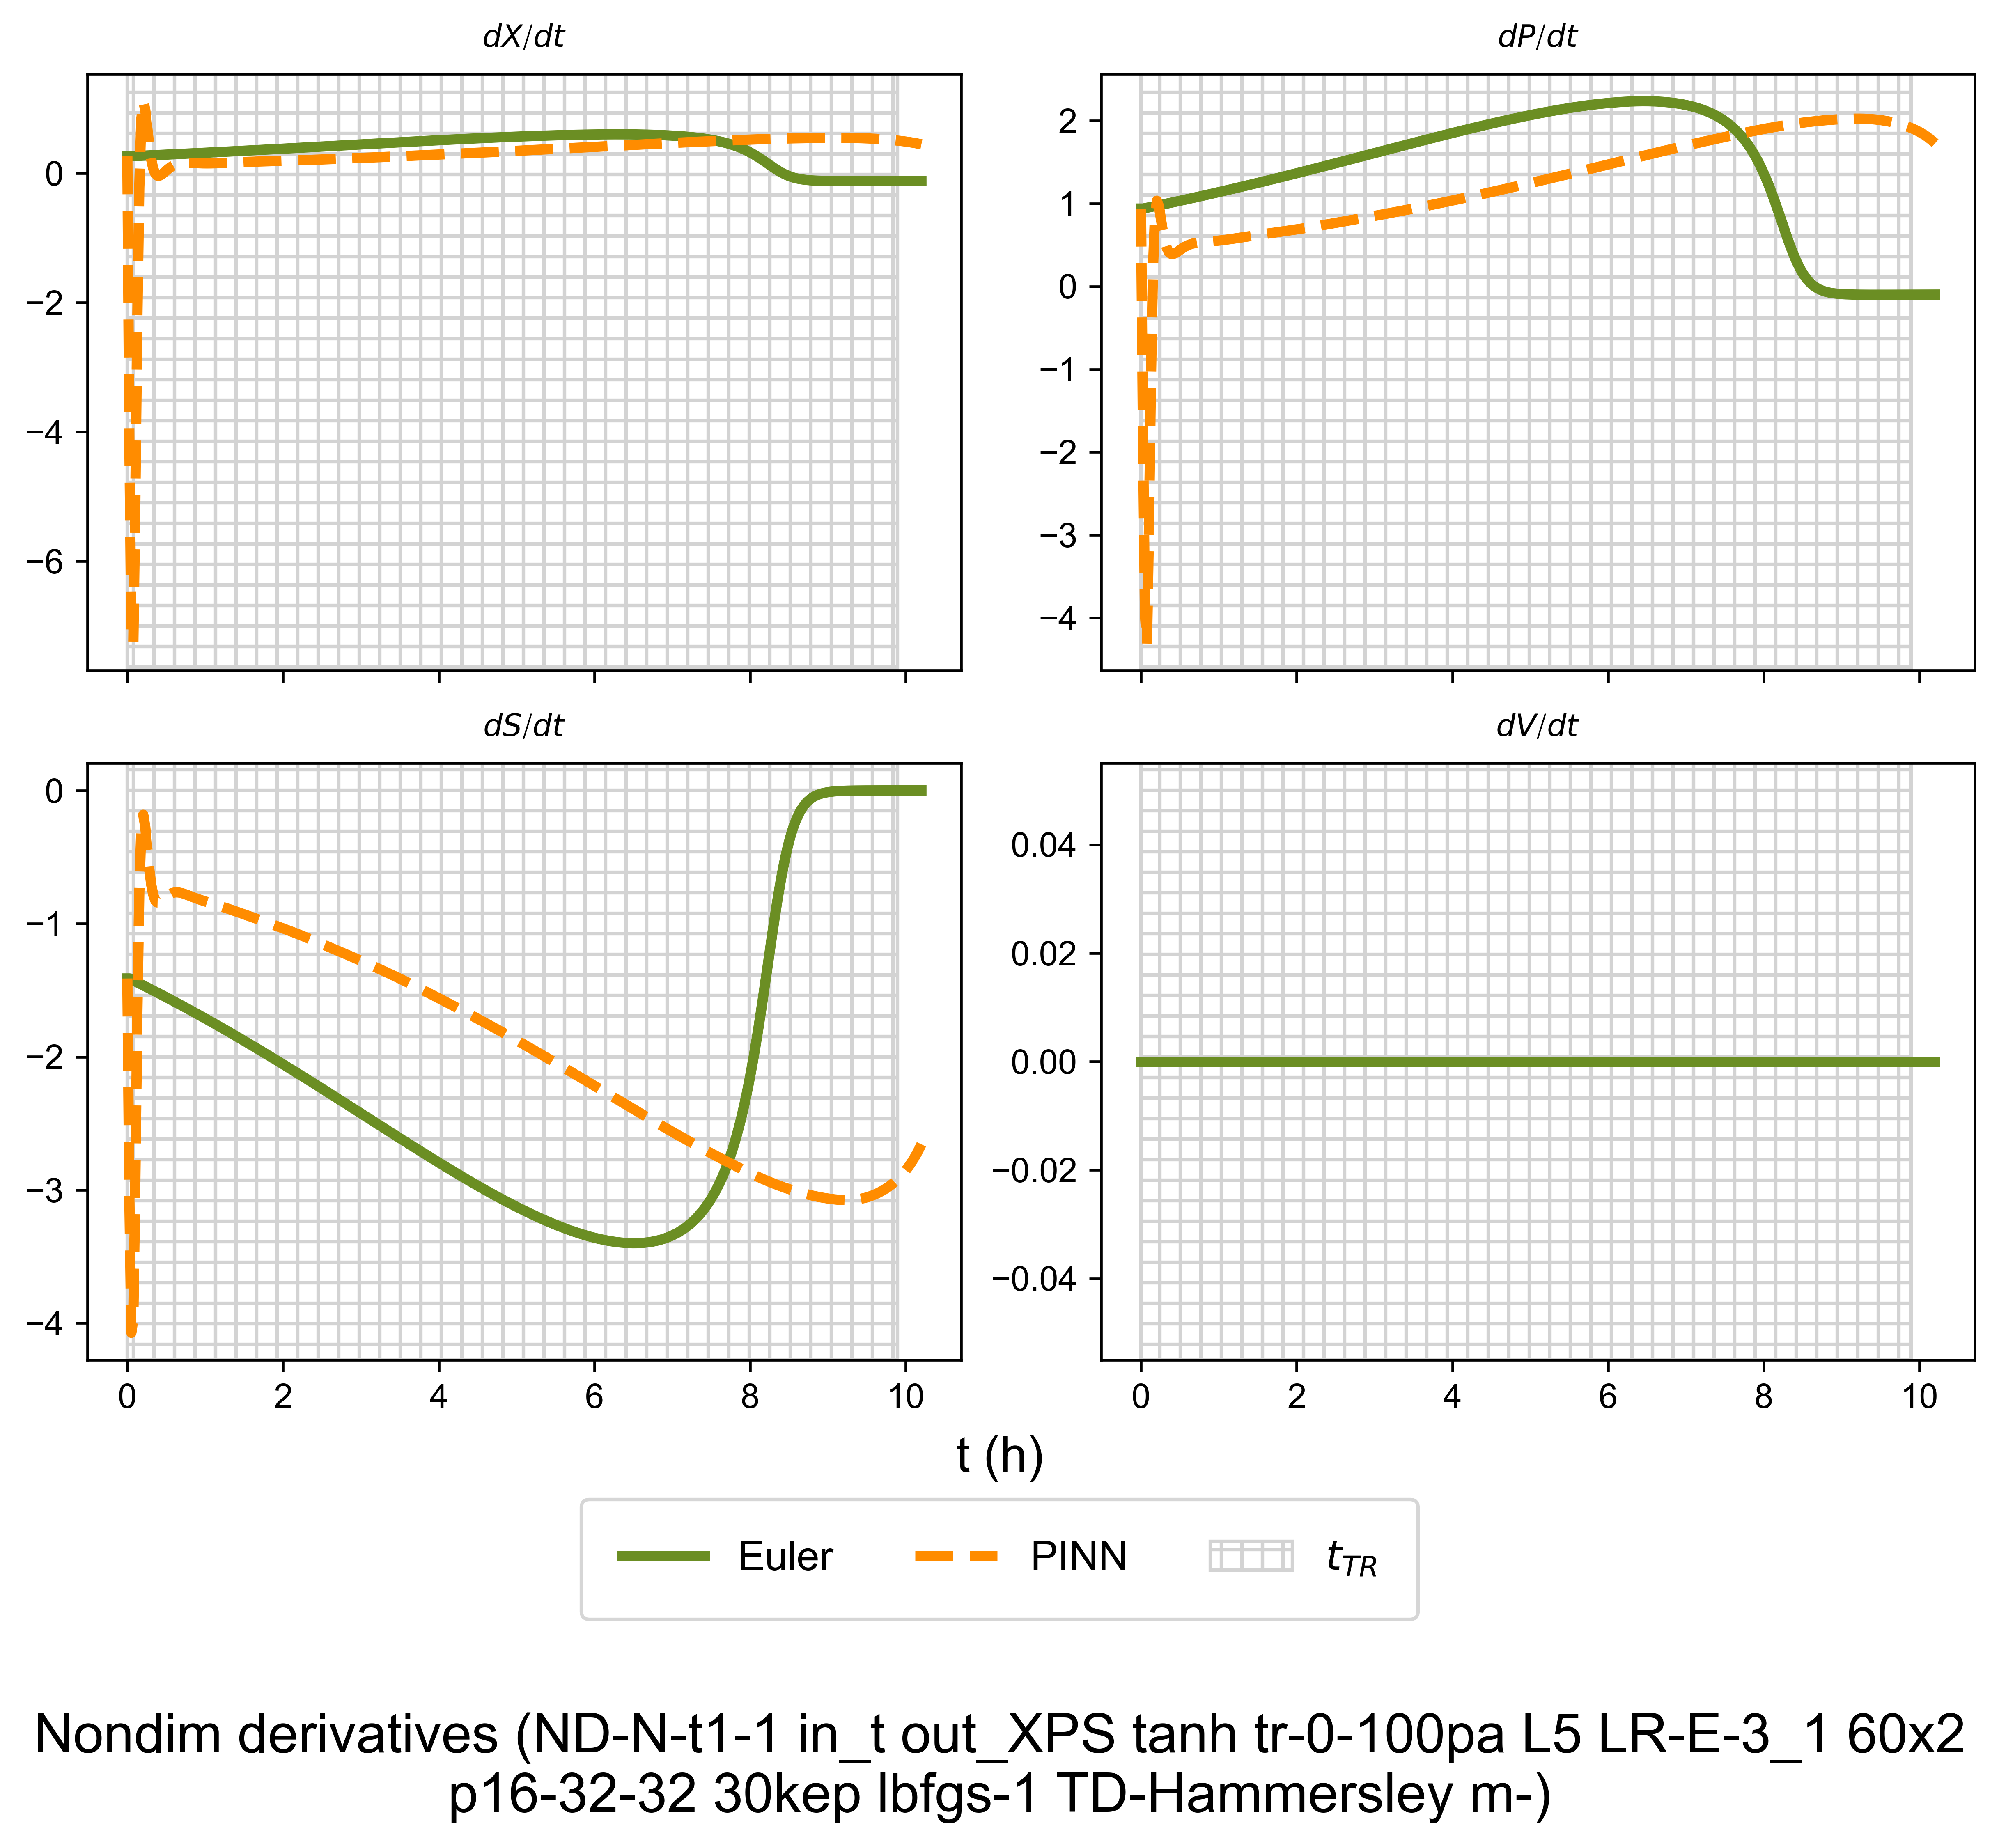 dX/dt
dP/dt
0
−2
−4
−6
2
1
0
−1
−2
−3
−4
dS/dt
dV/dt
0
−1
−2
−3
−4
0.04
0.02
0.00
−0.02
−0.04
0 2 4 6 8 10
0 2 4 6 8 10
t (h)
Euler PINN t_TR
Nondim derivatives (ND-N-t1-1 in_t out_XPS tanh tr-0-100pa L5 LR-E-3_1 60x2
p16-32-32 30kep lbfgs-1 TD-Hammersley m-)